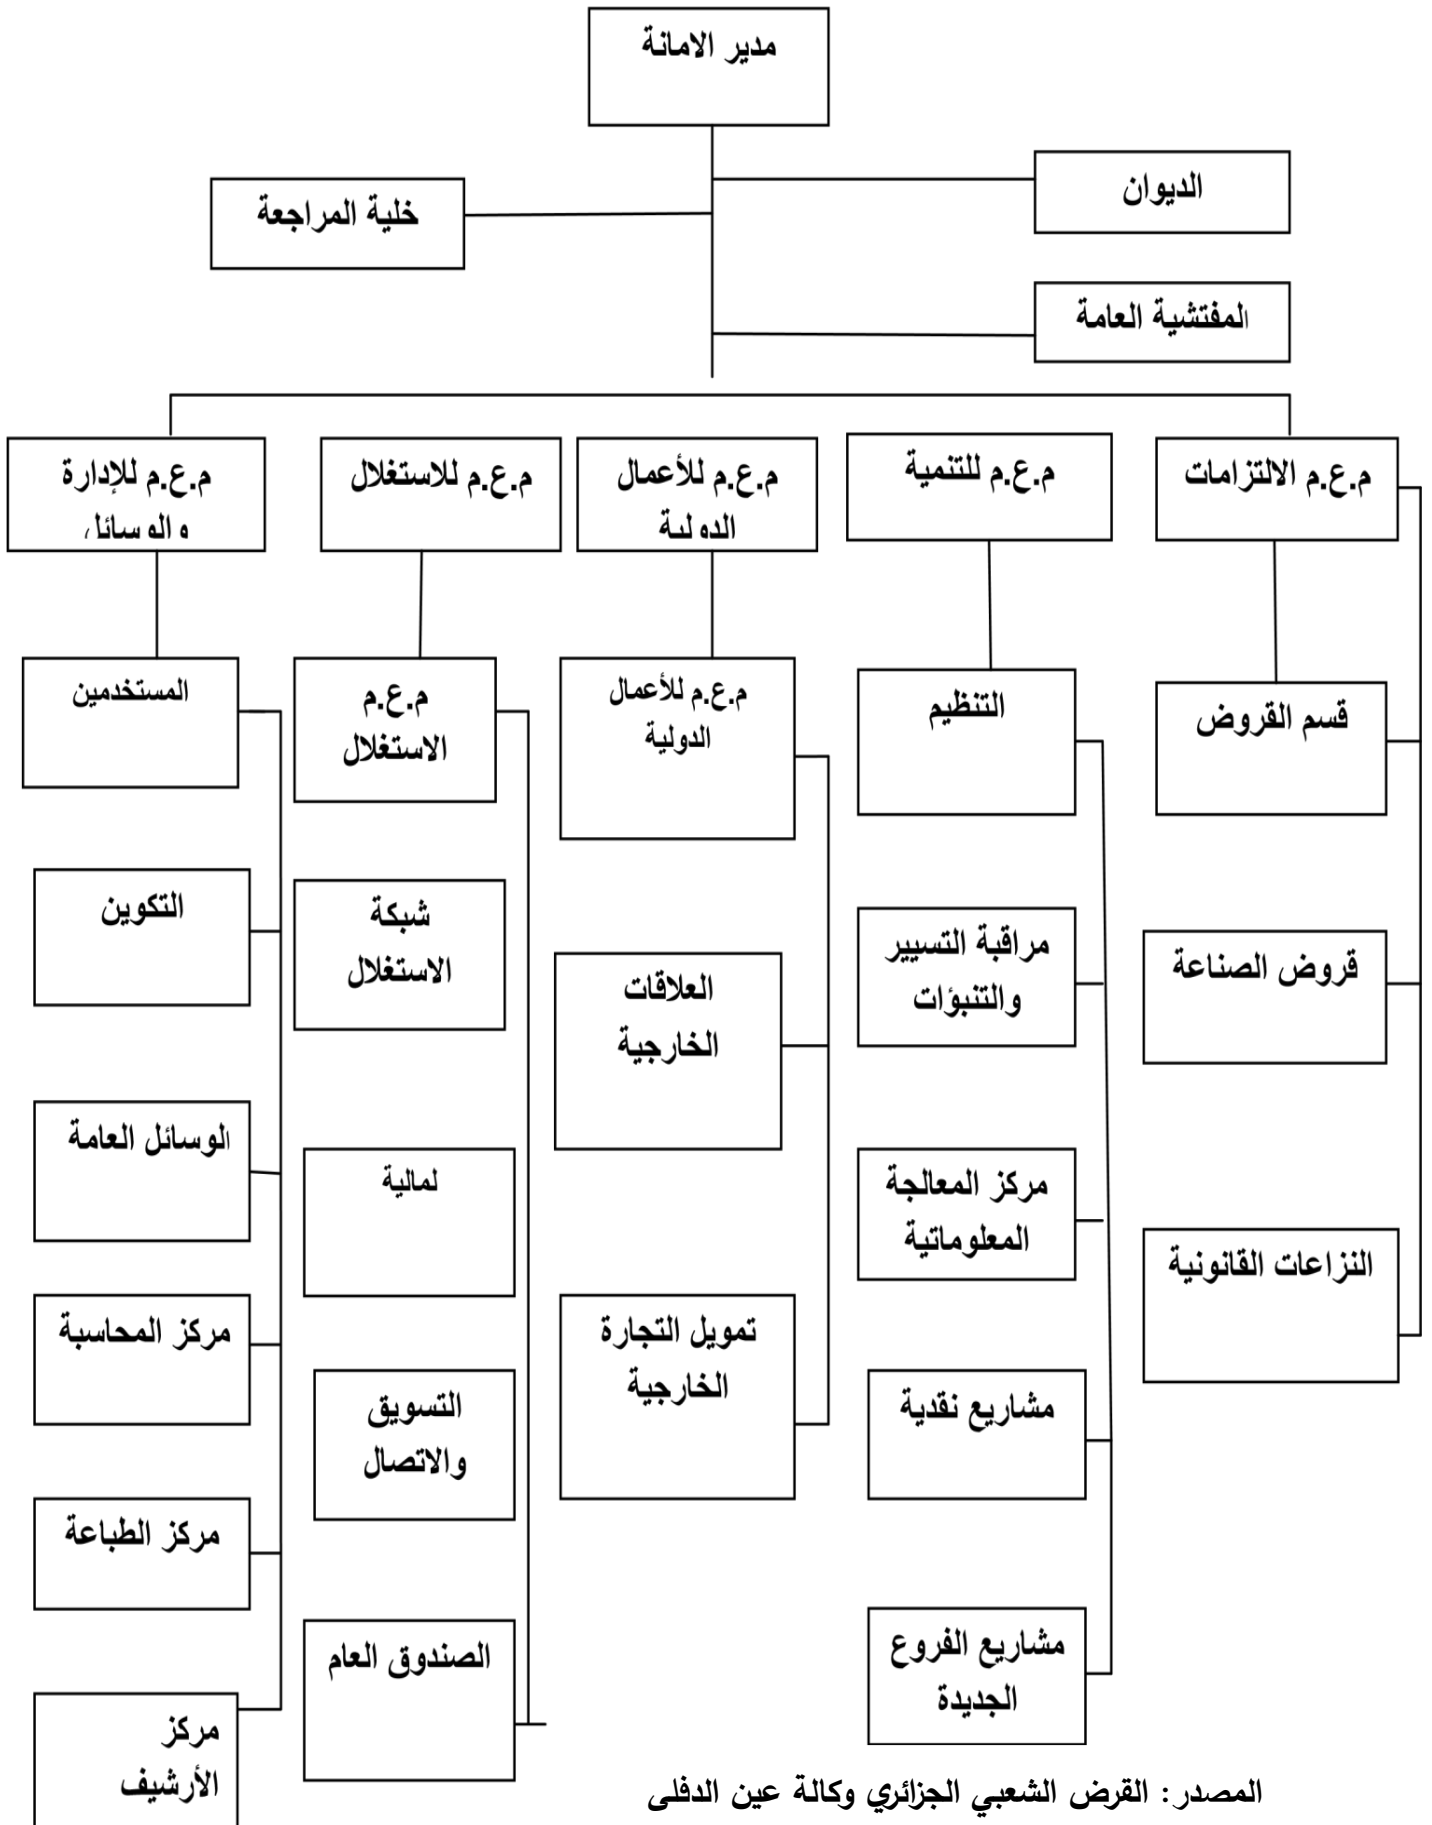 مدير الامانة
الديوان
خلية المراجعة
المفتشية العامة
م.ع.م الالتزامات
م.ع.م للتنمية
م.ع.م للأعمال
الدولية
م.ع.م للاستغلال
م.ع.م للإدارة
والوسائل
قسم القروض
قروض الصناعة
النزاعات القانونية
التنظيم
مراقبة التسيير
والتنبؤات
مركز المعالجة
المعلوماتية
مشاريع نقدية
مشاريع الفروع
الجديدة
م.ع.م للأعمال
الدولية
العلاقات
الخارجية
تمويل التجارة
الخارجية
م.ع.م
الاستغلال
شبكة
الاستغلال
لمالية
التسويق
والاتصال
الصندوق العام
المستخدمين
التكوين
الوسائل العامة
مركز المحاسبة
مركز الطباعة
مركز
الأرشيف
المصدر: القرض الشعبي الجزائري وكالة عين الدفلى